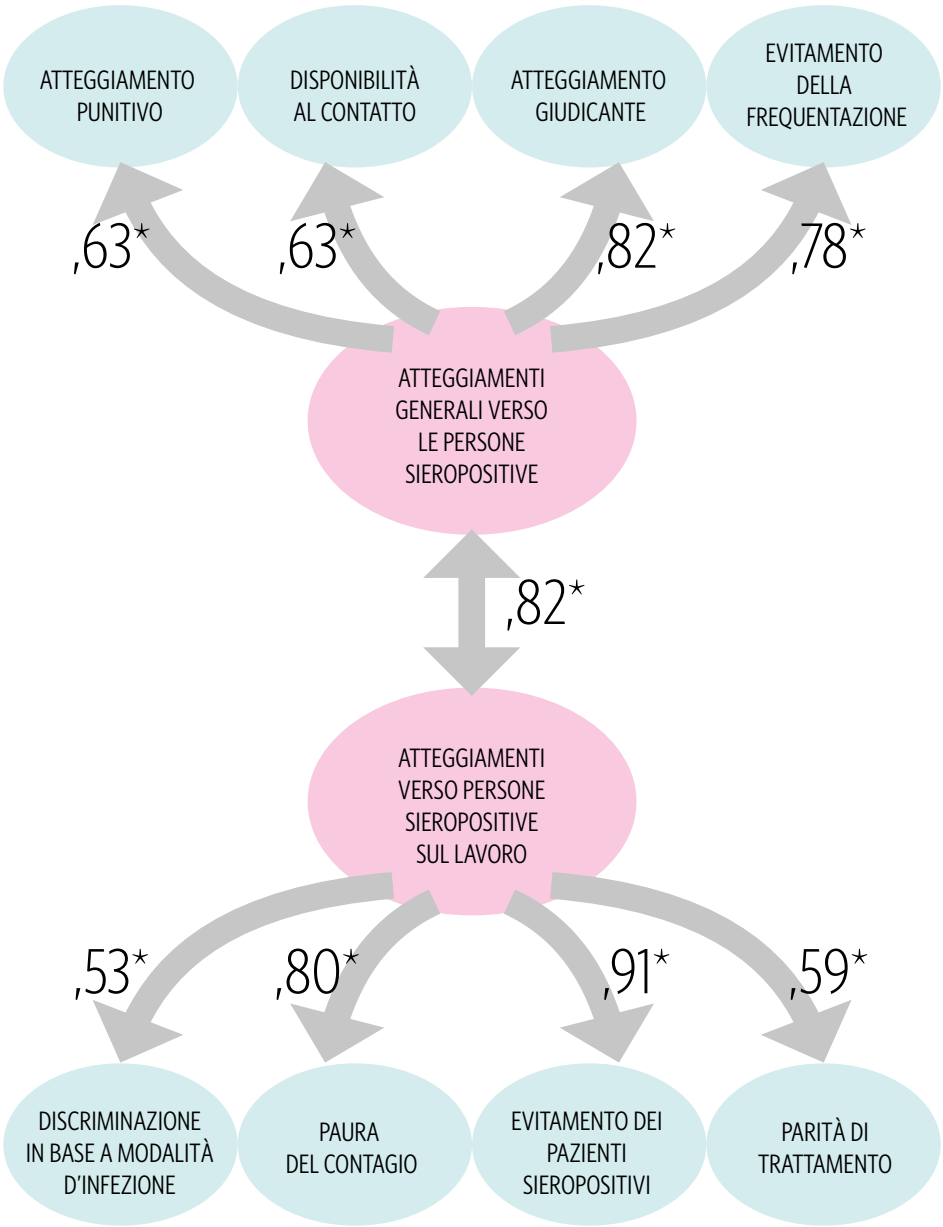 ATTEGGIAMENTO
PUNITIVO
DISPONIBILITÀ
AL CONTATTO
ATTEGGIAMENTO
GIUDICANTE
EVITAMENTO
DELLA
FREQUENTAZIONE
,63*
,63*
,82*
,78*
ATTEGGIAMENTI
GENERALI VERSO
LE PERSONE
SIEROPOSITIVE
,82*
ATTEGGIAMENTI
VERSO PERSONE
SIEROPOSITIVE
SUL LAVORO
,53*
,80*
,91*
,59*
DISCRIMINAZIONE
IN BASE A MODALITÀ
D'INFEZIONE
PAURA
DEL CONTAGIO
EVITAMENTO DEI
PAZIENTI
SIEROPOSITIVI
PARITÀ DI
TRATTAMENTO